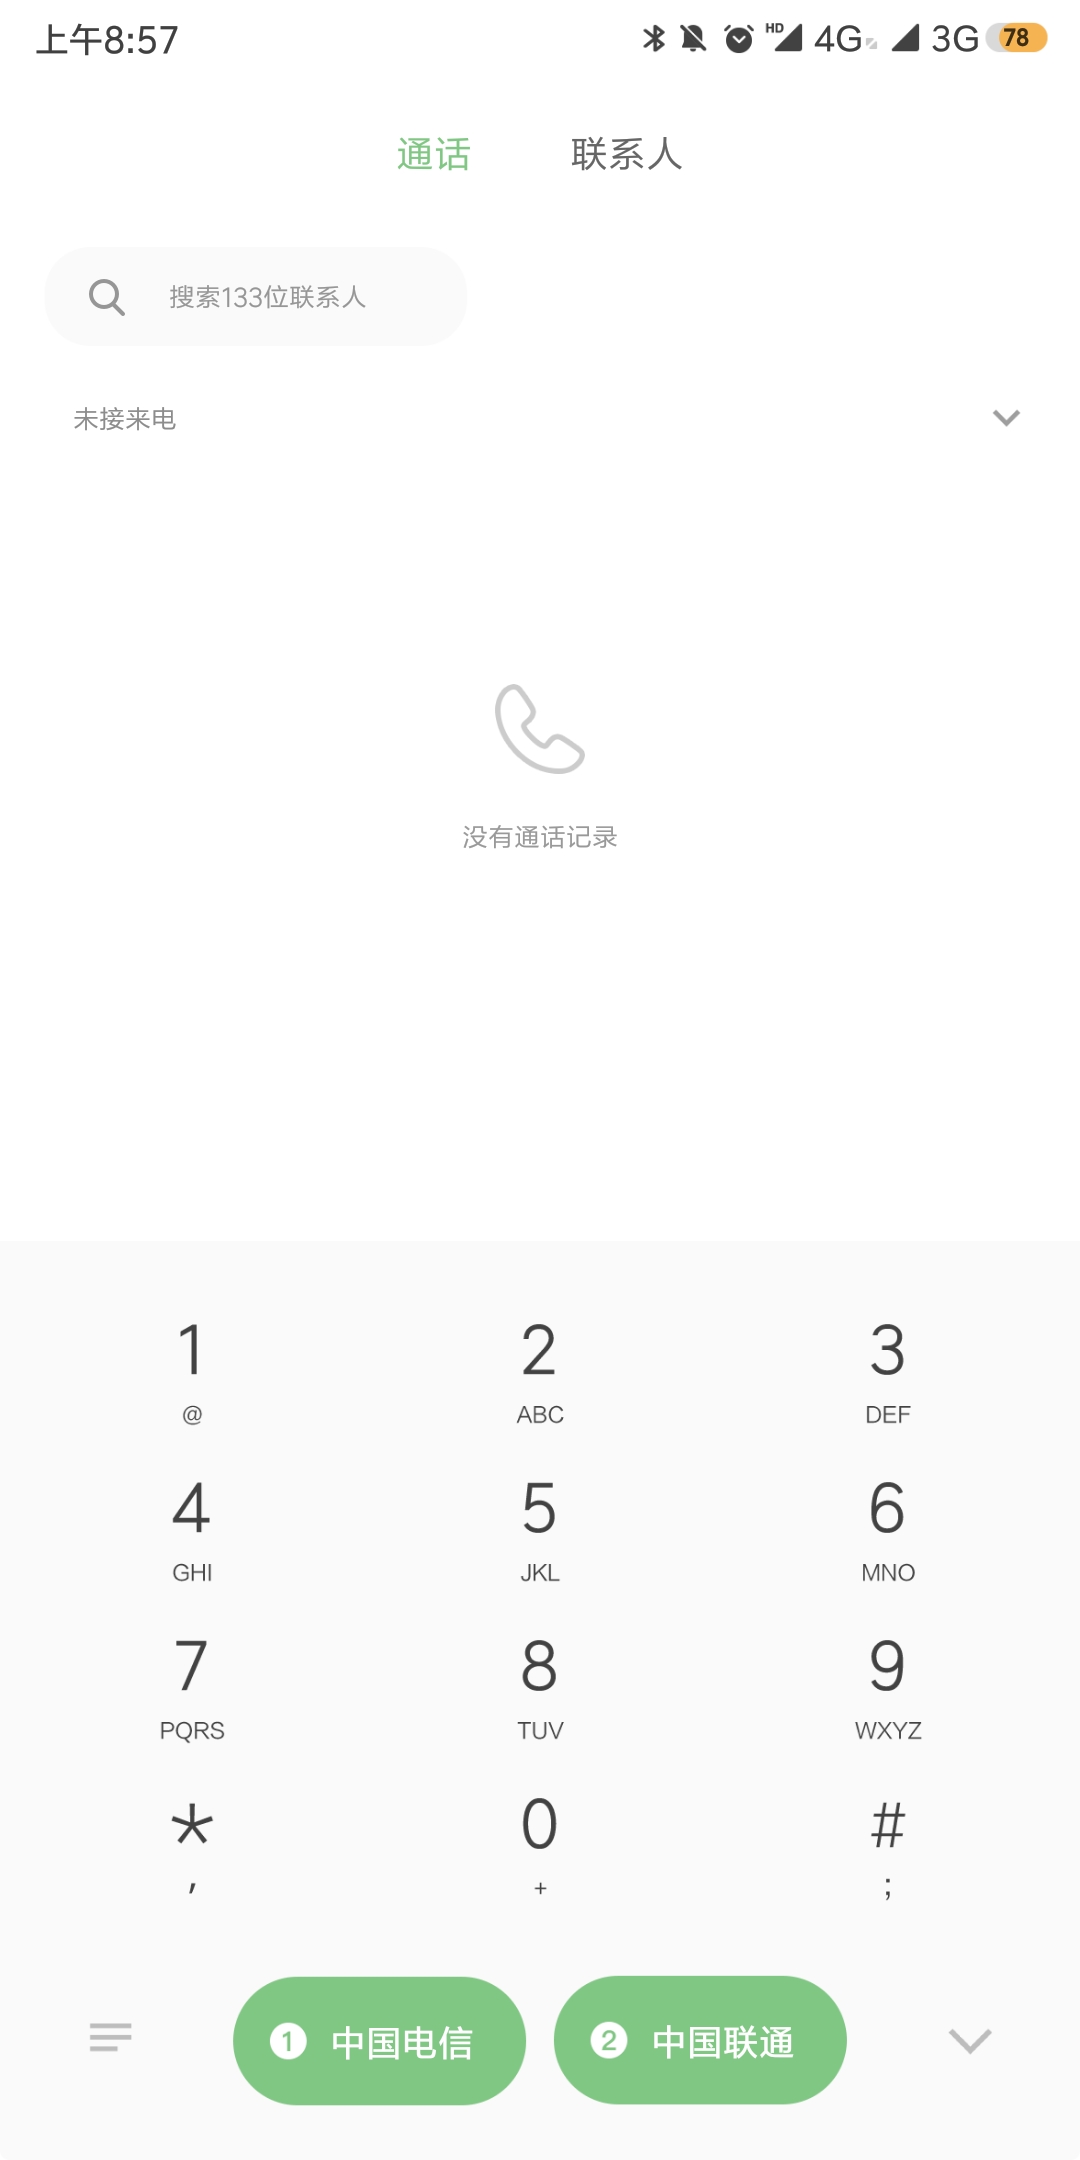 上午8:57
HD 4G 3G 78
通话 联系人
搜索133位联系人
未接来电
没有通话记录
1 2 3
@ ABC DEF
4 5 6
GHI JKL MNO
7 8 9
PQRS TUV WXYZ
* 0 #
, + ;
1 中国电信 2 中国联通